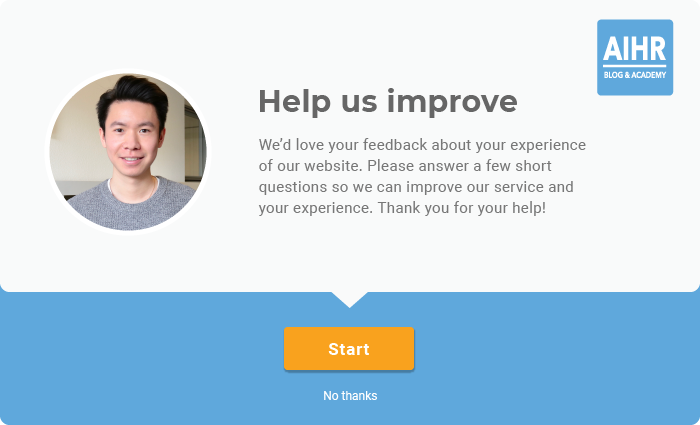 AIHR
BLOG & ACADEMY
Help us improve
We'd love your feedback about your experience
of our website. Please answer a few short
questions so we can improve our service and
your experience. Thank you for your help!
Start
No thanks